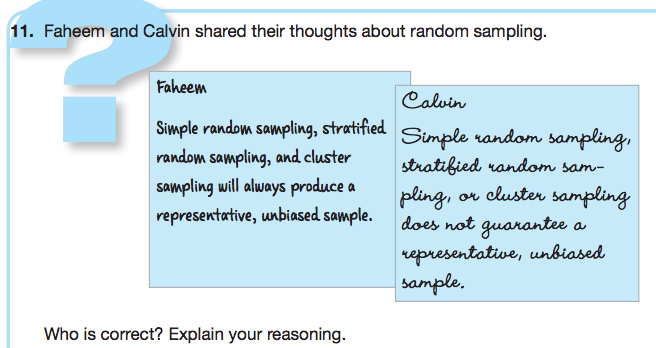 11. Faheem and Calvin shared their thoughts about random sampling.
Faheem
Simple random sampling, stratified
random sampling, and cluster
sampling will always produce a
representative, unbiased sample.
Calvin
Simple random sampling,
stratified random sam-
pling, or cluster sampling
does not guarantee a
representative, unbiased
sample.
Who is correct? Explain your reasoning.